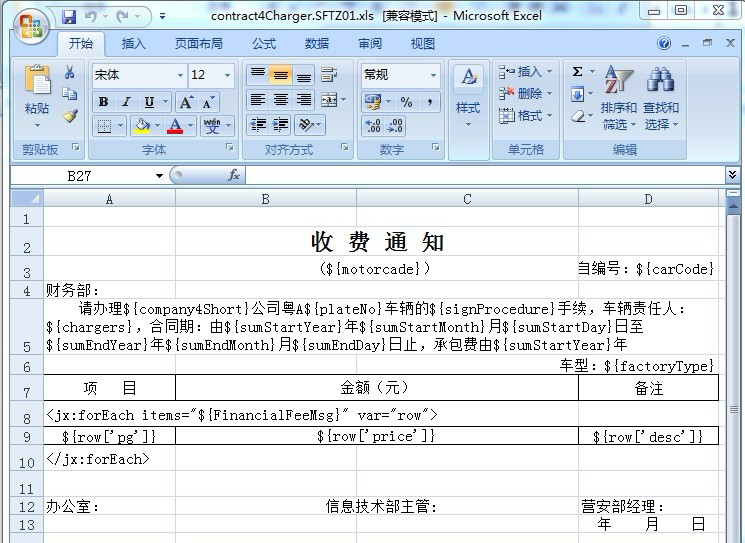 contract4Charger.SFTZ01.xls [兼容模式] - Microsoft Excel
开始 插入 页面布局 公式 数据 审阅 视图
宋体 12 常规 插入 Σ
粘贴 B I U A A % , 样式 删除 排序和 查找和
A wén 文 .00 .0 格式 筛选 选择
剪贴板 字体 对齐方式 数字 单元格 编辑
B27 fx
A B C D
1
2 收 费 通 知
3 (${motorcade}) 自编号：${carCode}
4 财务部：
请办理${company4Short}公司粤A${plateNo}车辆的${signProcedure}手续，车辆责任人：
${chargers}，合同期：由${sumStartYear}年${sumStartMonth}月${sumStartDay}日至
5 ${sumEndYear}年${sumEndMonth}月${sumEndDay}日止，承包费由${sumStartYear}年
6 车型：${factoryType}
7 项 目 金额（元） 备注
8 <jx:forEach items="${FinancialFeeMsg}" var="row">
9 ${row['pg']} ${row['price']} ${row['desc']}
10 </jx:forEach>
11
12 办公室： 信息技术部主管： 营安部经理：
13 年 月 日